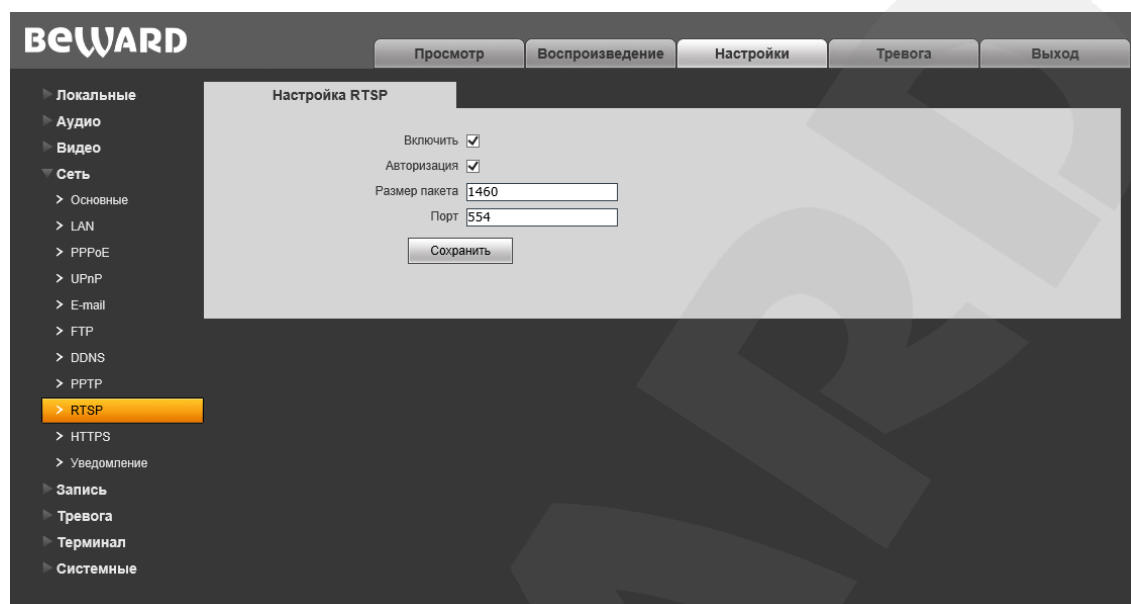 BEWARD
Просмотр
Воспроизведение
Настройки
Тревога
Выход
Локальные
Аудио
Видео
Сеть
Основные
LAN
PPPoE
UPnP
E-mail
FTP
DDNS
PPTP
RTSP
HTTPS
Уведомление
Запись
Тревога
Терминал
Системные
Настройка RTSP
Включить
Авторизация
Размер пакета 1460
Порт 554
Сохранить